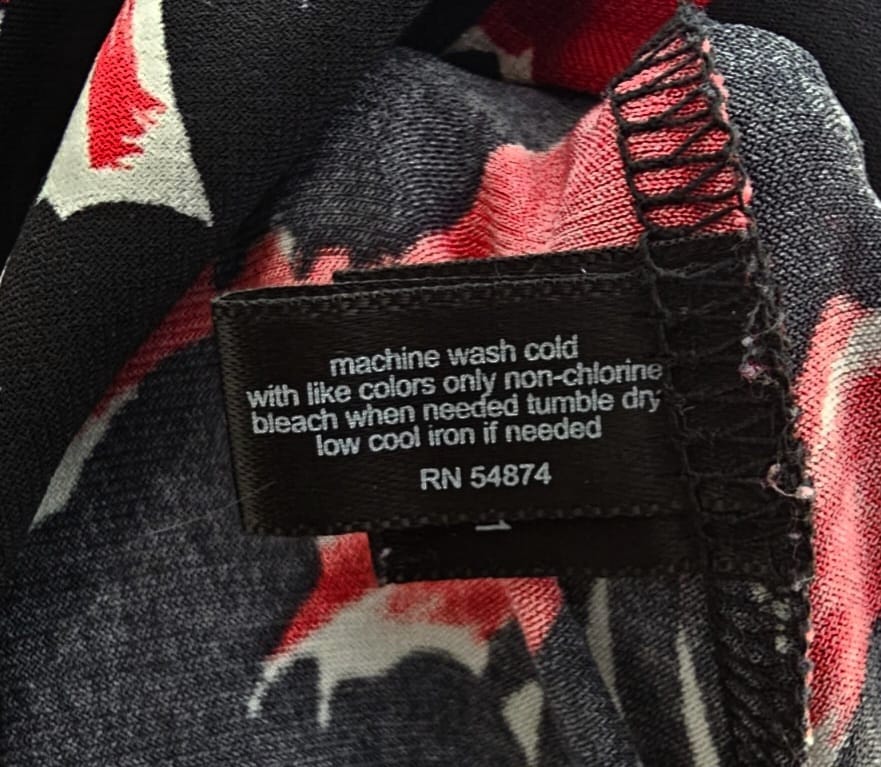 machine wash cold
with like colors only non-chlorine
bleach when needed tumble dry
low cool iron if needed
RN 54874